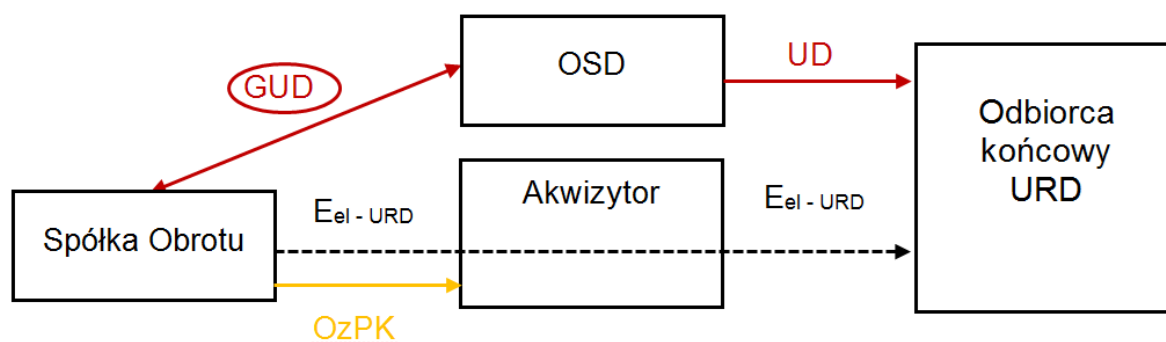 OSD
UD
GUD
Odbiorca
końcowy
URD
Akwizytor
Spółka Obrotu
Eel - URD
Eel - URD
OzPK